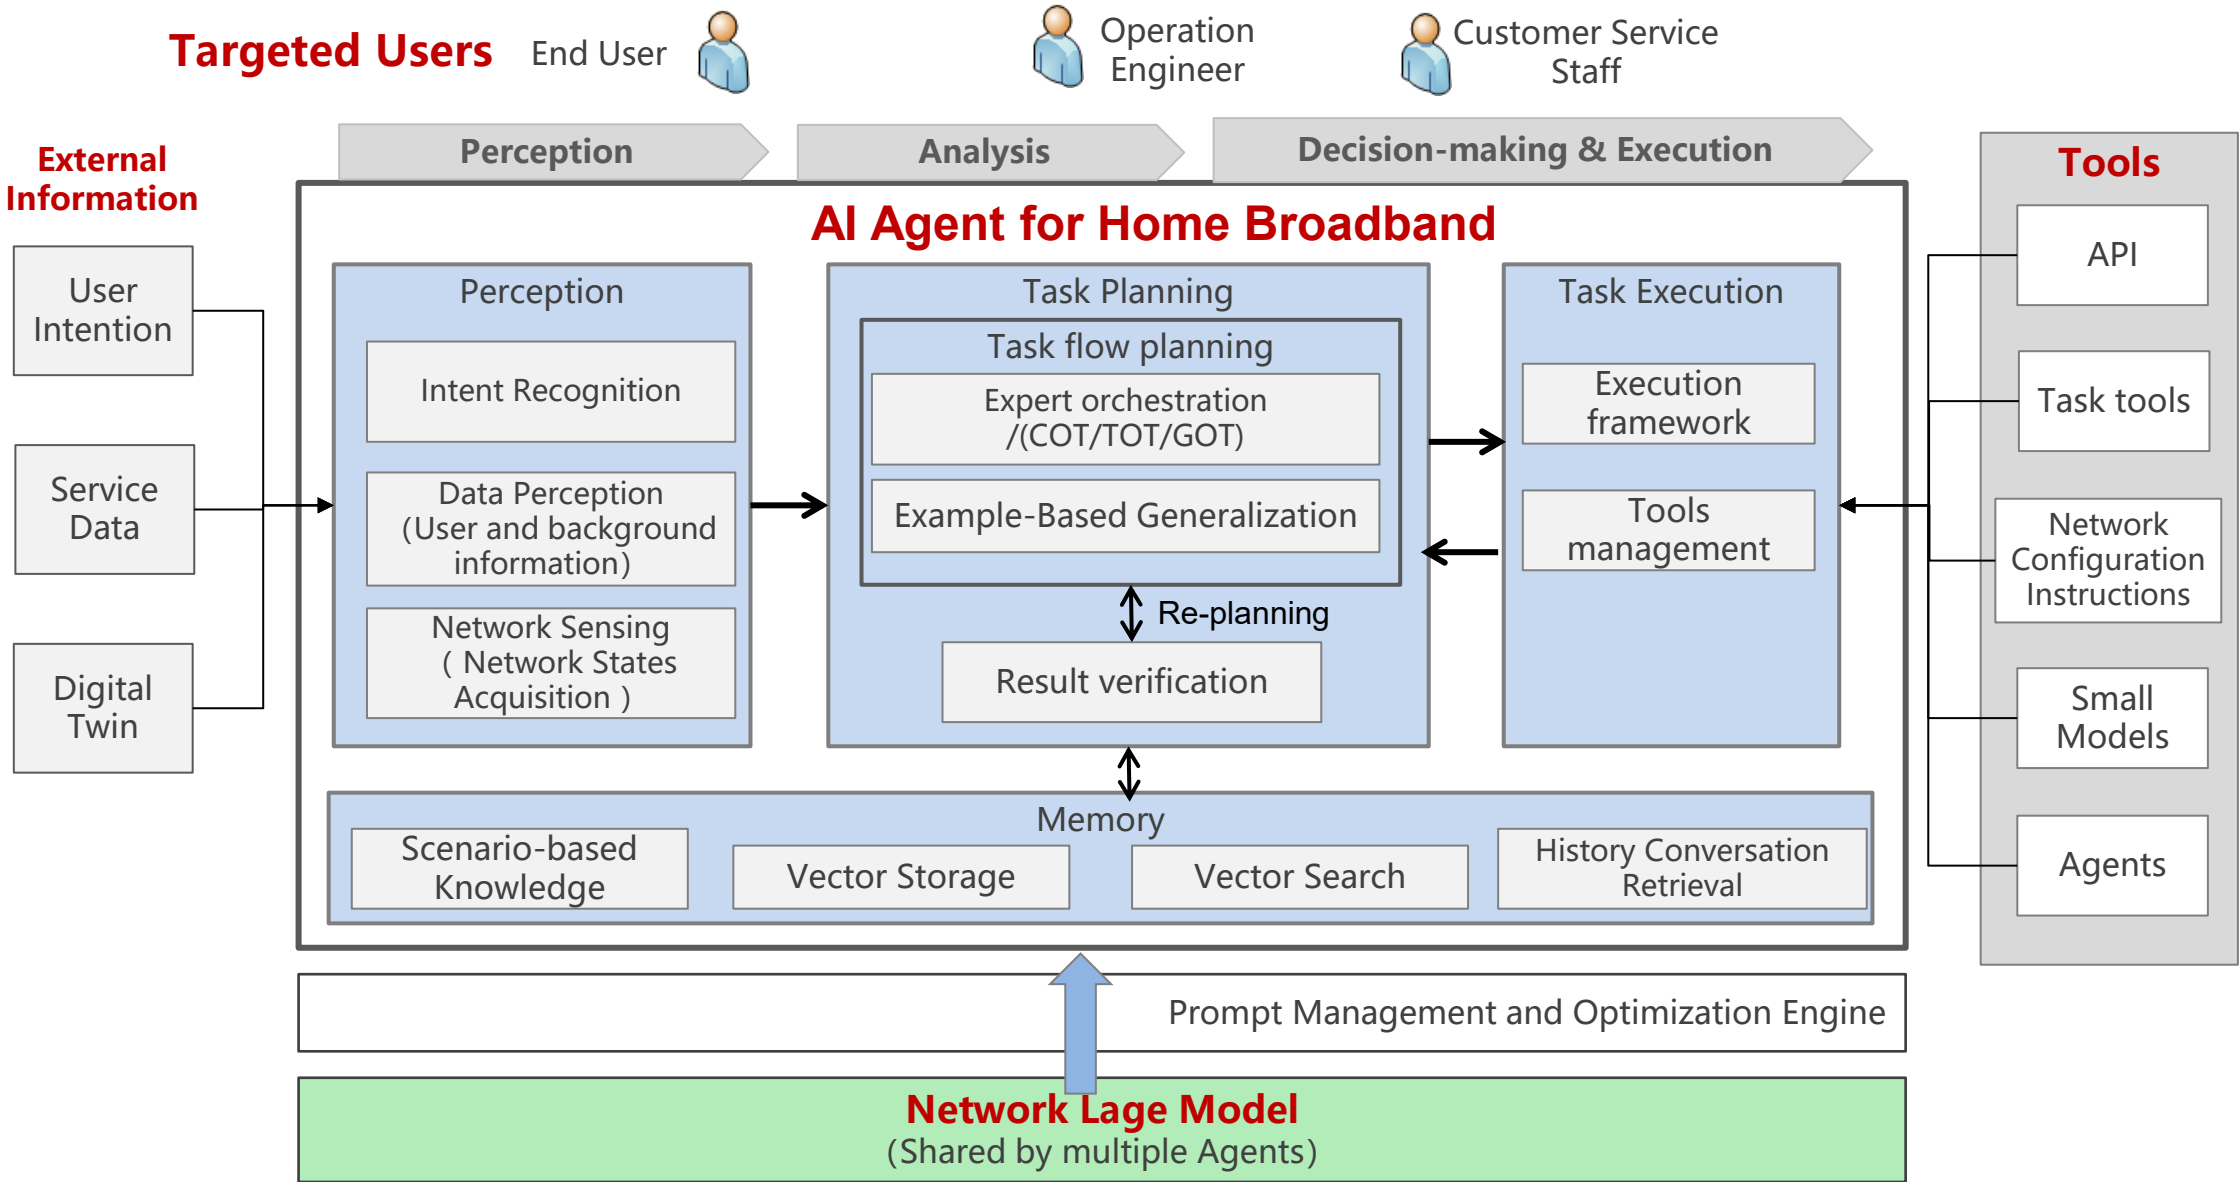 Targeted Users
End User
Operation
Engineer
Customer Service
Staff
Perception
Analysis
Decision-making & Execution
External
Information
User
Intention
Service
Data
Digital
Twin
AI Agent for Home Broadband
Perception
Intent Recognition
Data Perception
(User and background
information)
Network Sensing
( Network States
Acquisition )
Task Planning
Task flow planning
Expert orchestration
/(COT/TOT/GOT)
Example-Based Generalization
Re-planning
Result verification
Task Execution
Execution
framework
Tools
management
Memory
Scenario-based
Knowledge
Vector Storage
Vector Search
History Conversation
Retrieval
Tools
API
Task tools
Network
Configuration
Instructions
Small
Models
Agents
Prompt Management and Optimization Engine
Network Lage Model
(Shared by multiple Agents)